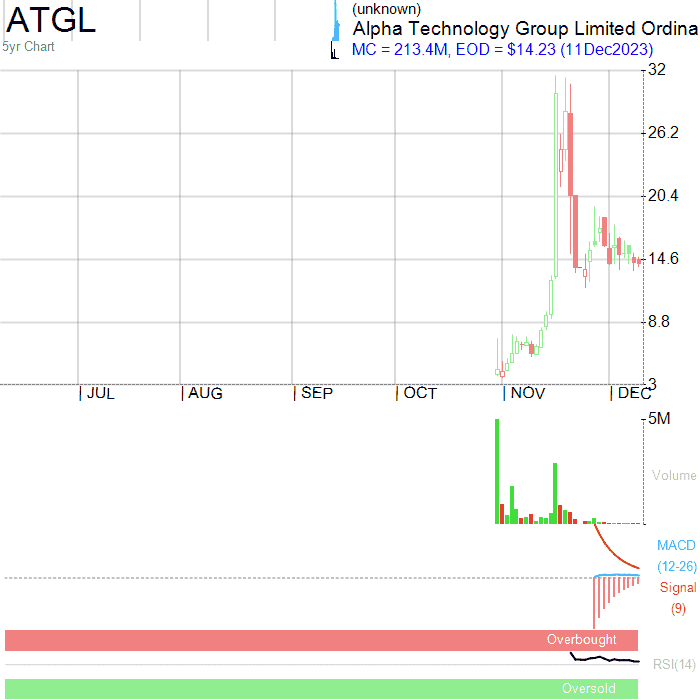 ATGL
5yr Chart
(unknown)
Alpha Technology Group Limited Ordina
MC = 213.4M, EOD = $14.23 (11Dec2023)
32
26.2
20.4
14.6
8.8
3
JUL AUG SEP OCT NOV DEC
5M
Volume
MACD
(12-26)
Signal
(9)
Overbought
RSI(14)
Oversold